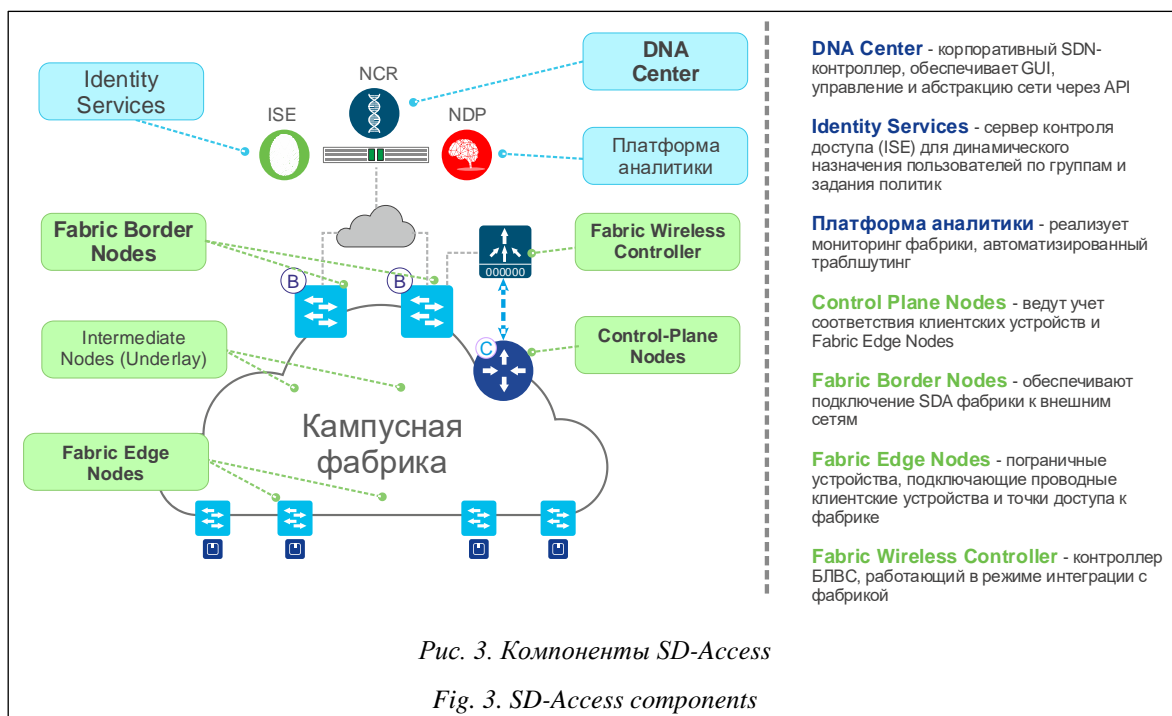 DNA
Center
NCR
Identity
Services
ISE
NDP
Платформа
аналитики
Fabric Border
Nodes
Fabric Wireless
Controller
000000
B
B
Intermediate
Nodes (Underlay)
C
Control-Plane
Nodes
Кампусная
фабрика
Fabric Edge
Nodes
DNA Center - корпоративный SDN-
контроллер, обеспечивает GUI,
управление и абстракцию сети через API
Identity Services - сервер контроля
доступа (ISE) для динамического
назначения пользователей по группам и
задания политик
Платформа аналитики - реализует
мониторинг фабрики, автоматизированный
траблшутинг
Control Plane Nodes - ведут учет
соответствия клиентских устройств и
Fabric Edge Nodes
Fabric Border Nodes - обеспечивают
подключение SDA фабрики к внешним
сетям
Fabric Edge Nodes - пограничные
устройства, подключающие проводные
клиентские устройства и точки доступа к
фабрике
Fabric Wireless Controller - контроллер
БЛВС, работающий в режиме интеграции с
фабрикой
Рис. 3. Компоненты SD-Access
Fig. 3. SD-Access components